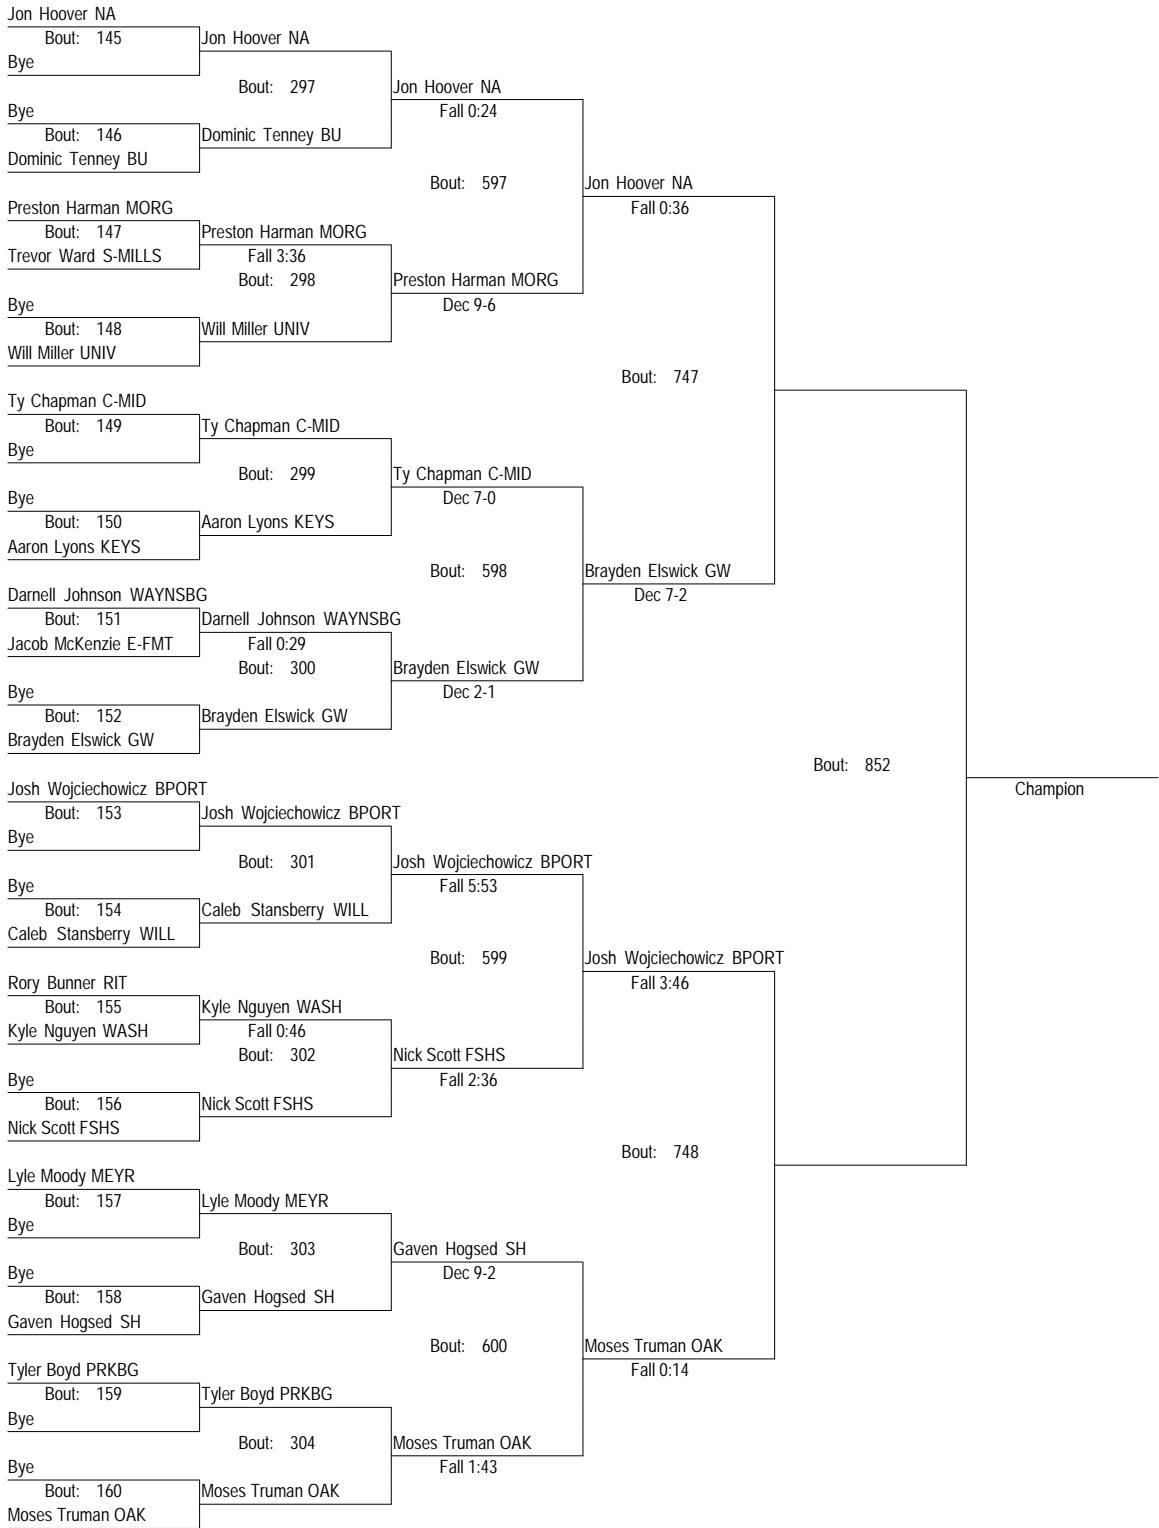 Jon Hoover NA
Bout: 145
Jon Hoover NA
Bye
Bout: 297
Jon Hoover NA
Bye
Fall 0:24
Bout: 146
Dominic Tenney BU
Dominic Tenney BU
Bout: 597
Jon Hoover NA
Preston Harman MORG
Fall 0:36
Bout: 147
Preston Harman MORG
Trevor Ward S-MILLS
Fall 3:36
Bout: 298
Preston Harman MORG
Bye
Dec 9-6
Bout: 148
Will Miller UNIV
Will Miller UNIV
Bout: 747
Ty Chapman C-MID
Bout: 149
Ty Chapman C-MID
Bye
Bout: 299
Ty Chapman C-MID
Bye
Dec 7-0
Bout: 150
Aaron Lyons KEYS
Aaron Lyons KEYS
Bout: 598
Brayden Elswick GW
Darnell Johnson WAYNSBG
Dec 7-2
Bout: 151
Darnell Johnson WAYNSBG
Jacob McKenzie E-FMT
Fall 0:29
Bout: 300
Brayden Elswick GW
Bye
Dec 2-1
Bout: 152
Brayden Elswick GW
Brayden Elswick GW
Bout: 852
Josh Wojciechowicz BPORT
Champion
Bout: 153
Josh Wojciechowicz BPORT
Bye
Bout: 301
Josh Wojciechowicz BPORT
Bye
Fall 5:53
Bout: 154
Caleb Stansberry WILL
Caleb Stansberry WILL
Bout: 599
Josh Wojciechowicz BPORT
Rory Bunner RIT
Fall 3:46
Bout: 155
Kyle Nguyen WASH
Kyle Nguyen WASH
Fall 0:46
Bout: 302
Nick Scott FSHS
Bye
Fall 2:36
Bout: 156
Nick Scott FSHS
Nick Scott FSHS
Bout: 748
Lyle Moody MEYR
Bout: 157
Lyle Moody MEYR
Bye
Bout: 303
Gaven Hogsed SH
Bye
Dec 9-2
Bout: 158
Gaven Hogsed SH
Gaven Hogsed SH
Bout: 600
Moses Truman OAK
Tyler Boyd PRKBG
Fall 0:14
Bout: 159
Tyler Boyd PRKBG
Bye
Bout: 304
Moses Truman OAK
Bye
Fall 1:43
Bout: 160
Moses Truman OAK
Moses Truman OAK